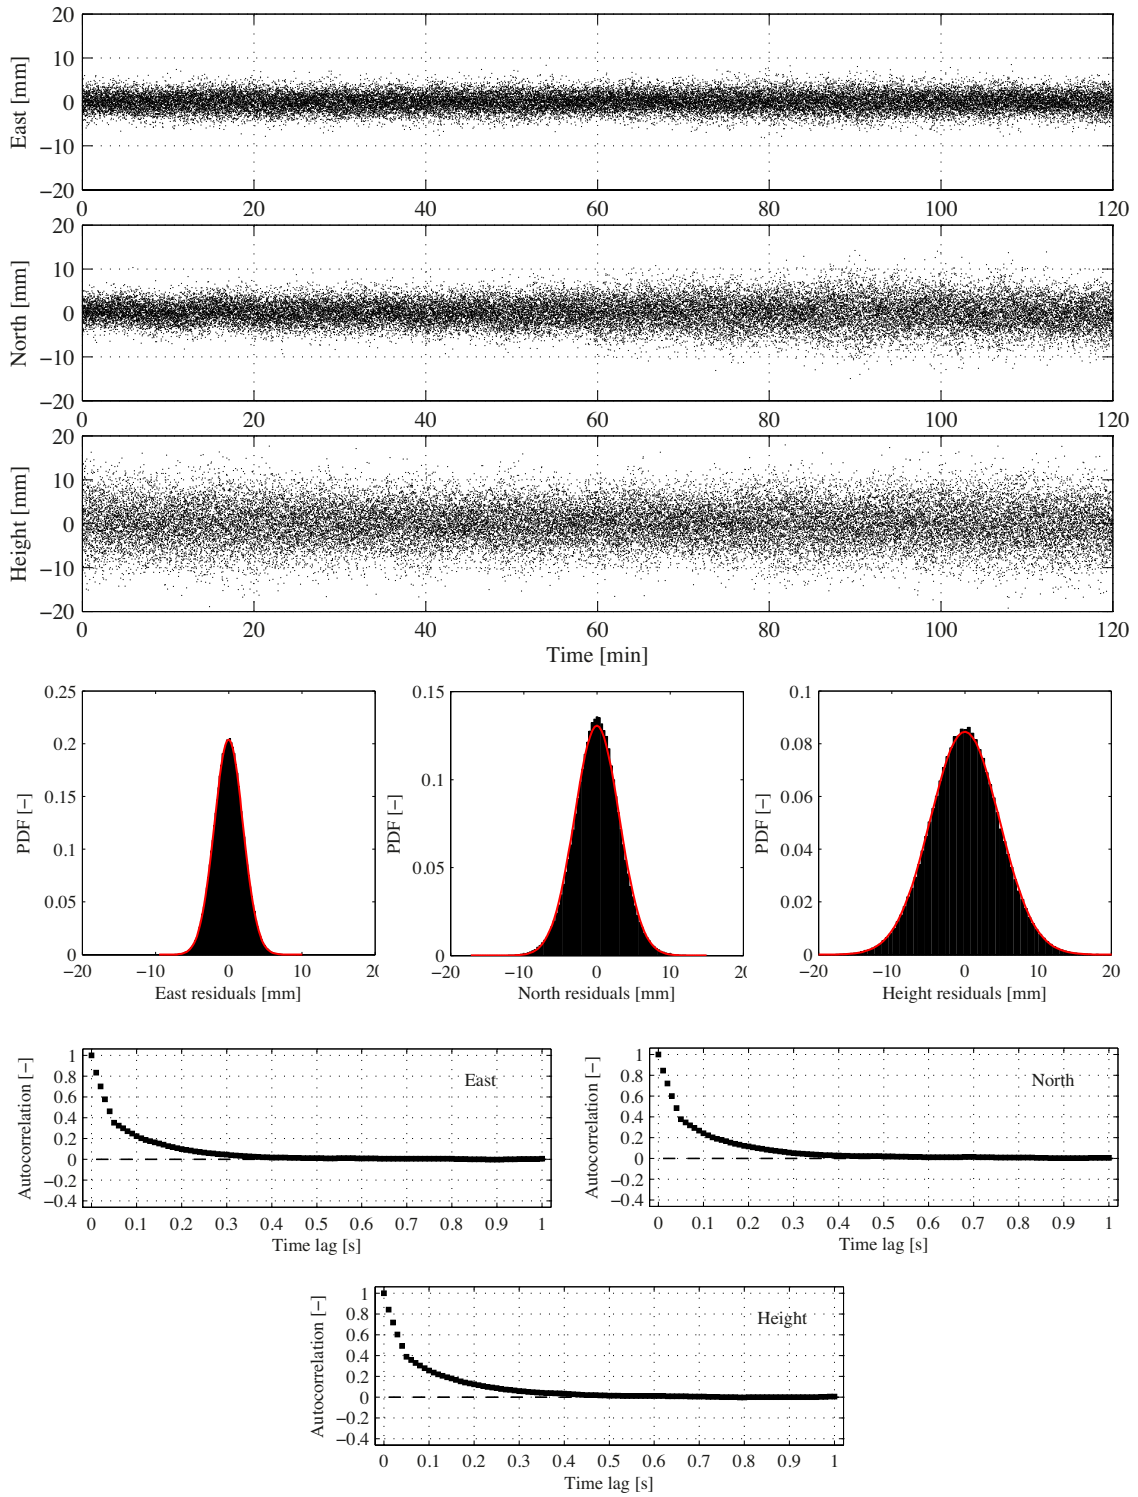 20
10
0
−10
−20
East [mm]
0 20 40 60 80 100 120
20
10
0
−10
−20
North [mm]
0 20 40 60 80 100 120
20
10
0
−10
−20
Height [mm]
0 20 40 60 80 100 120
Time [min]
0.25
0.2
0.15
0.1
0.05
0
PDF [−]
−20 −10 0 10 20
East residuals [mm]
0.15
0.1
0.05
0
PDF [−]
−20 −10 0 10 20
North residuals [mm]
0.1
0.08
0.06
0.04
0.02
0
PDF [−]
−20 −10 0 10 20
Height residuals [mm]
1
0.8
0.6
0.4
0.2
0
−0.2
−0.4
Autocorrelation [−]
East
0 0.1 0.2 0.3 0.4 0.5 0.6 0.7 0.8 0.9 1
Time lag [s]
1
0.8
0.6
0.4
0.2
0
−0.2
−0.4
Autocorrelation [−]
North
0 0.1 0.2 0.3 0.4 0.5 0.6 0.7 0.8 0.9 1
Time lag [s]
1
0.8
0.6
0.4
0.2
0
−0.2
−0.4
Autocorrelation [−]
Height
0 0.1 0.2 0.3 0.4 0.5 0.6 0.7 0.8 0.9 1
Time lag [s]